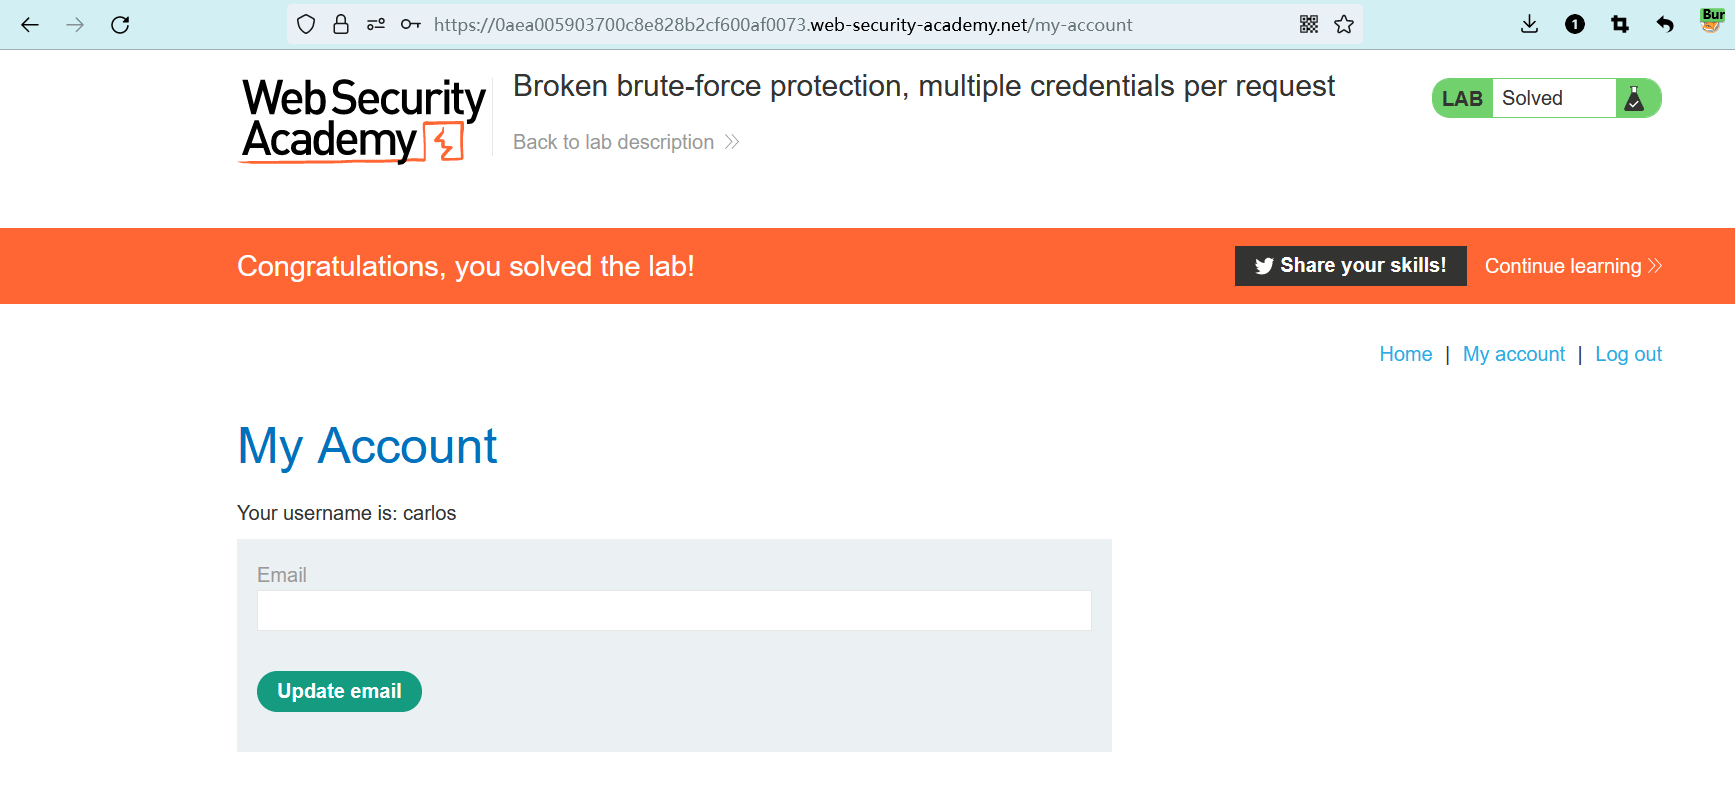 https://0aea005903700c8e828b2cf600af0073.web-security-academy.net/my-account
1
Bur
Web Security
Academy
Broken brute-force protection, multiple credentials per request
Back to lab description
LAB Solved
Congratulations, you solved the lab!
Share your skills!
Continue learning
Home | My account | Log out
My Account
Your username is: carlos
Email
Update email